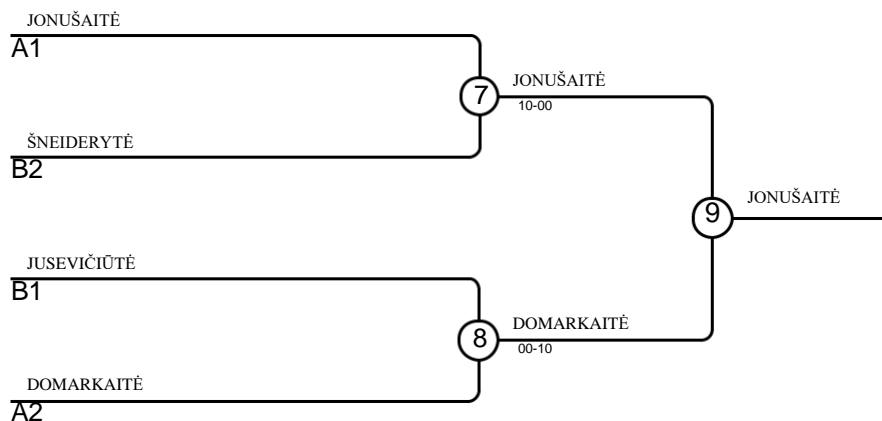 JONUŠAITĖ
A1
7
JONUŠAITĖ
10-00
ŠNEIDERYTĖ
B2
9
JONUŠAITĖ
JUSEVIČIŪTĖ
B1
8
DOMARKAITĖ
00-10
DOMARKAITĖ
A2